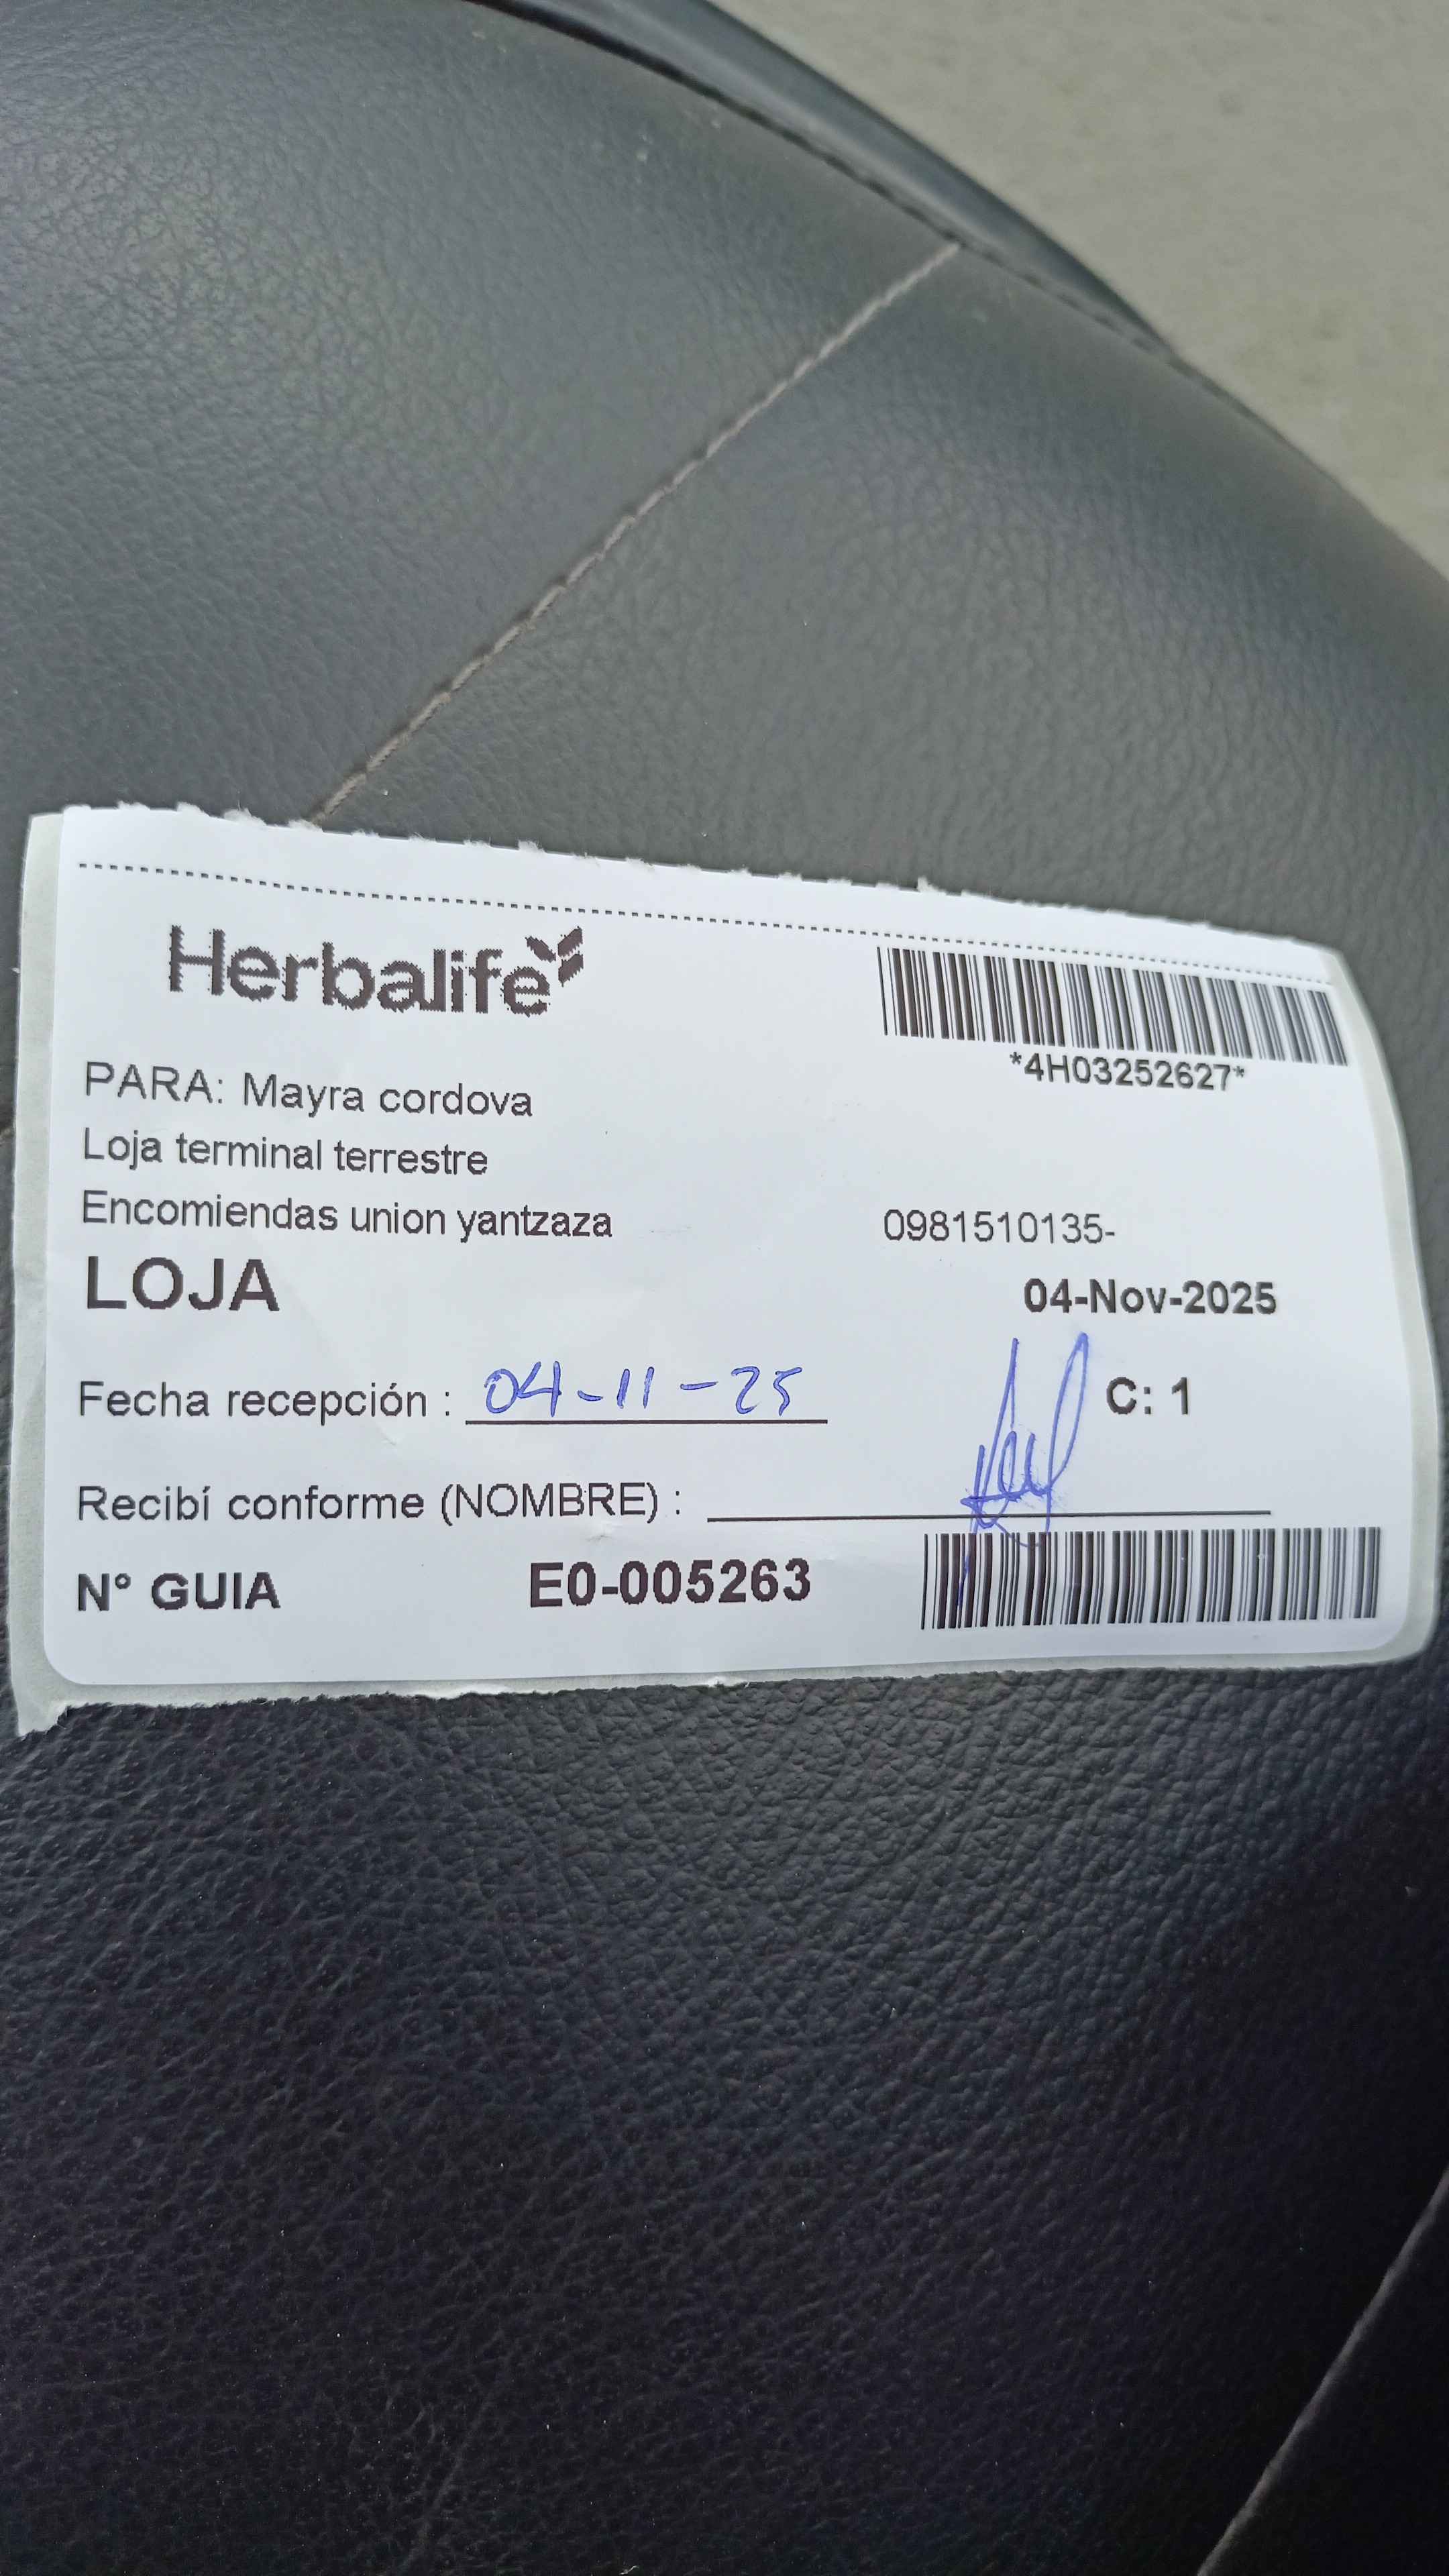 Herbalife
*4H03252627*
PARA: Mayra cordova
Loja terminal terrestre
Encomiendas union yantzaza 0981510135-
LOJA 04-Nov-2025
Fecha recepción : 04-11-25 C: 1
Recibí conforme (NOMBRE) :
N° GUIA E0-005263